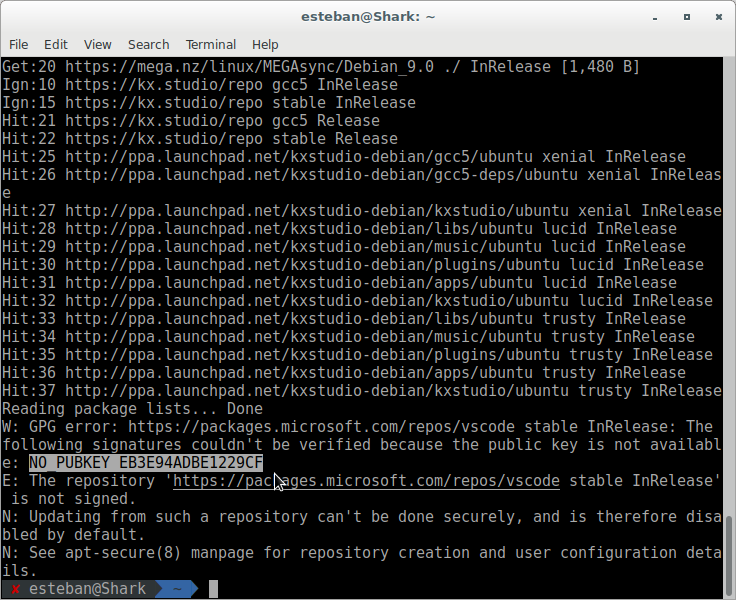 esteban@Shark: ~
File Edit View Search Terminal Help
Get:20 https://mega.nz/linux/MEGAsync/Debian_9.0 ./ InRelease [1,480 B]
Ign:10 https://kx.studio/repo gcc5 InRelease
Ign:15 https://kx.studio/repo stable InRelease
Hit:21 https://kx.studio/repo gcc5 Release
Hit:22 https://kx.studio/repo stable Release
Hit:25 http://ppa.launchpad.net/kxstudio-debian/gcc5/ubuntu xenial InRelease
Hit:26 http://ppa.launchpad.net/kxstudio-debian/gcc5-deps/ubuntu xenial InReleas
e
Hit:27 http://ppa.launchpad.net/kxstudio-debian/kxstudio/ubuntu xenial InRelease
Hit:28 http://ppa.launchpad.net/kxstudio-debian/libs/ubuntu lucid InRelease
Hit:29 http://ppa.launchpad.net/kxstudio-debian/music/ubuntu lucid InRelease
Hit:30 http://ppa.launchpad.net/kxstudio-debian/plugins/ubuntu lucid InRelease
Hit:31 http://ppa.launchpad.net/kxstudio-debian/apps/ubuntu lucid InRelease
Hit:32 http://ppa.launchpad.net/kxstudio-debian/kxstudio/ubuntu lucid InRelease
Hit:33 http://ppa.launchpad.net/kxstudio-debian/libs/ubuntu trusty InRelease
Hit:34 http://ppa.launchpad.net/kxstudio-debian/music/ubuntu trusty InRelease
Hit:35 http://ppa.launchpad.net/kxstudio-debian/plugins/ubuntu trusty InRelease
Hit:36 http://ppa.launchpad.net/kxstudio-debian/apps/ubuntu trusty InRelease
Hit:37 http://ppa.launchpad.net/kxstudio-debian/kxstudio/ubuntu trusty InRelease
Reading package lists... Done
W: GPG error: https://packages.microsoft.com/repos/vscode stable InRelease: The
following signatures couldn't be verified because the public key is not availabl
e: NO_PUBKEY EB3E94ADBE1229CF
E: The repository 'https://packages.microsoft.com/repos/vscode stable InRelease'
is not signed.
N: Updating from such a repository can't be done securely, and is therefore disa
bled by default.
N: See apt-secure(8) manpage for repository creation and user configuration deta
ils.
✘ esteban@Shark ~